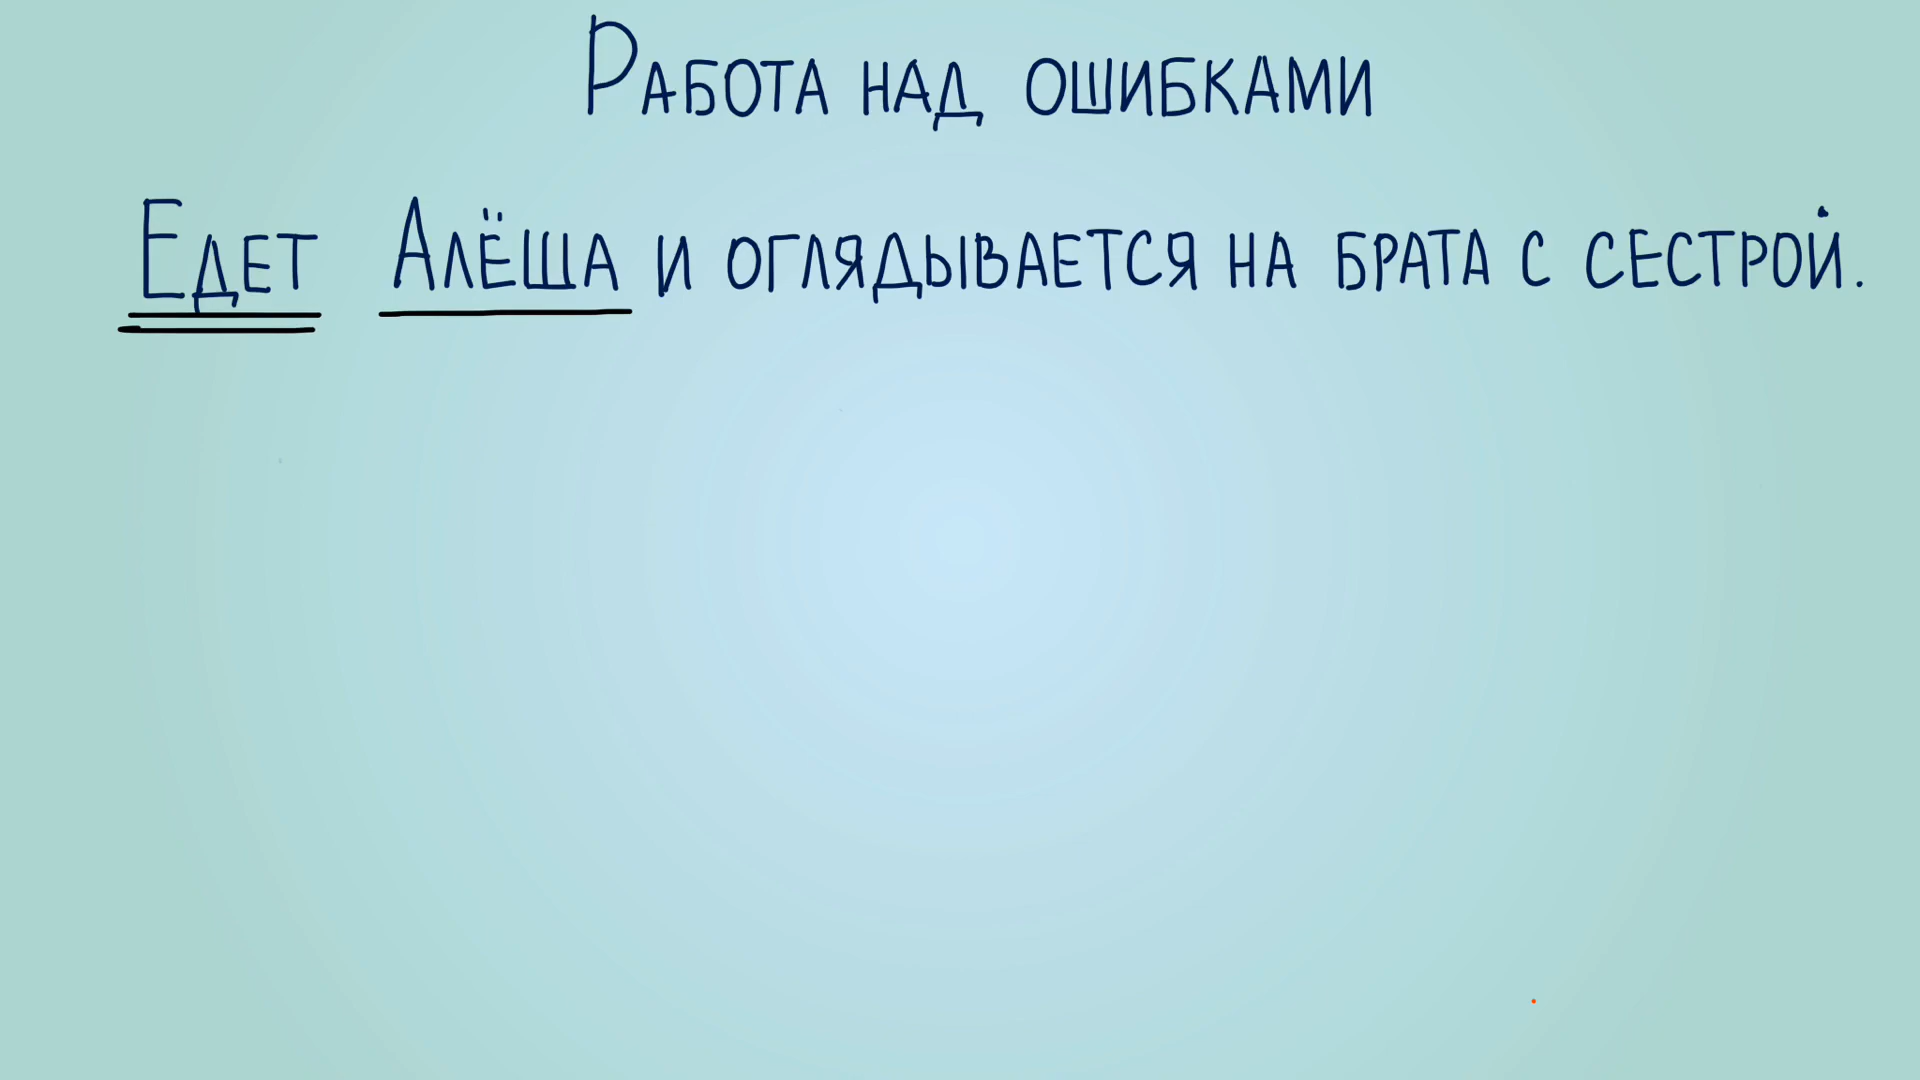 Работа над ошибками
Едет Алёша и оглядывается на брата с сестрой.